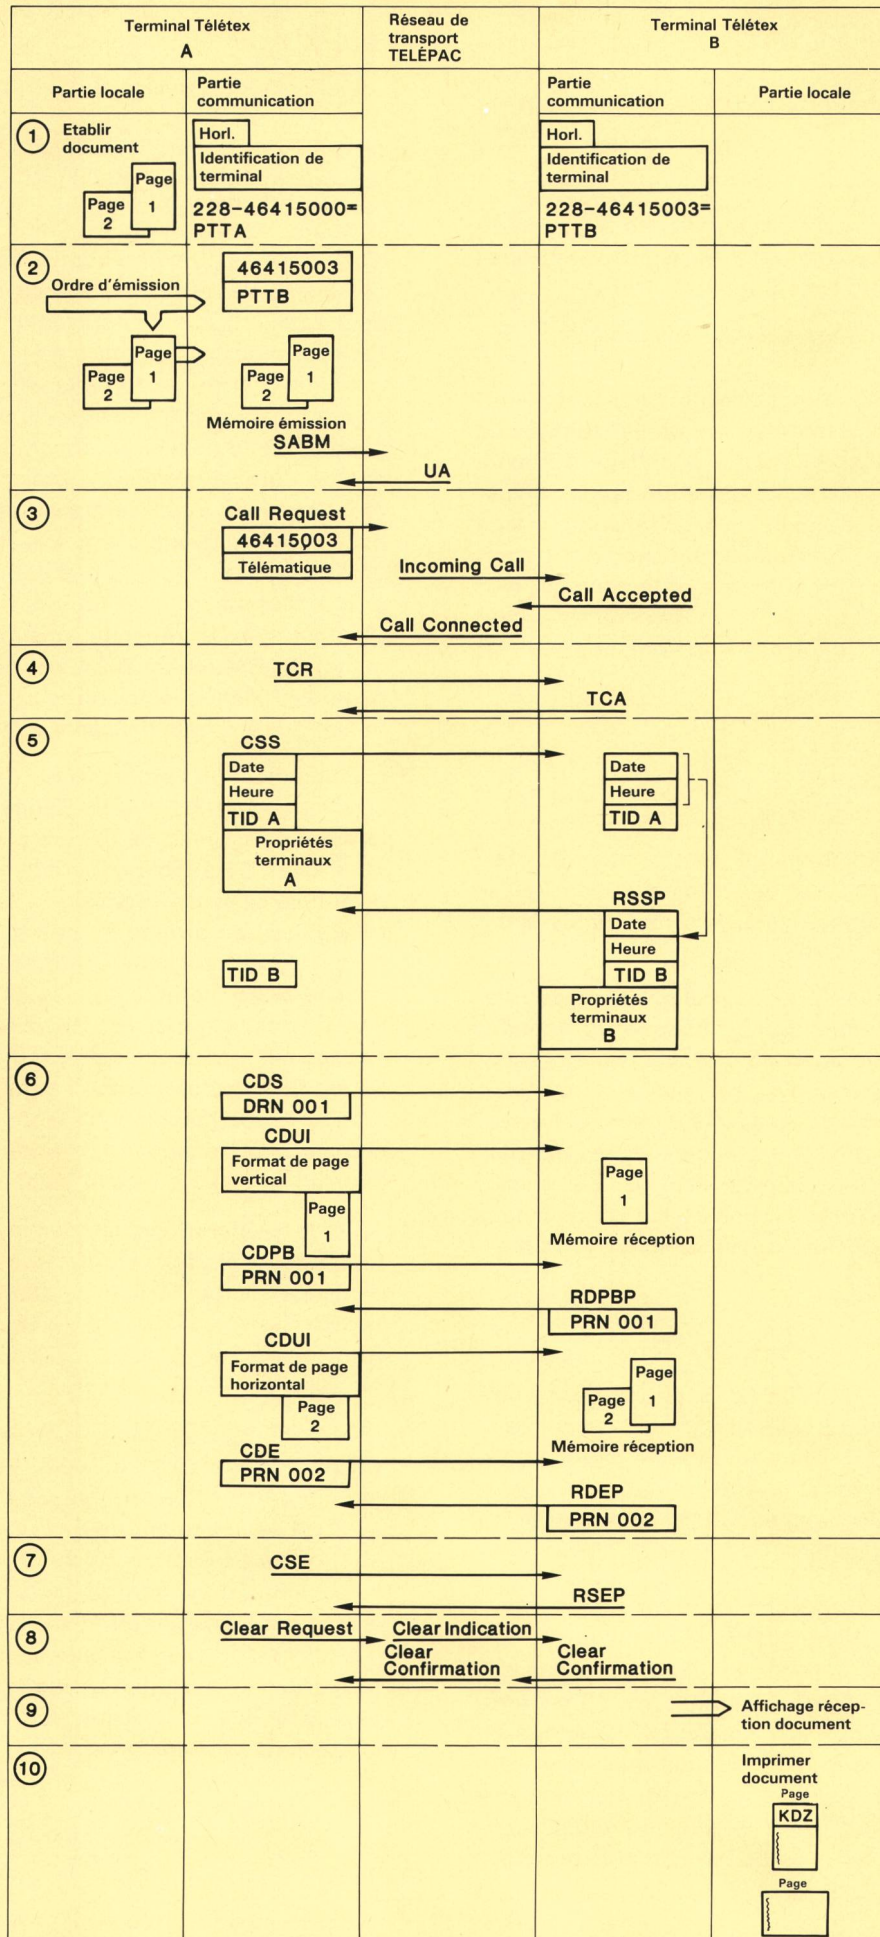 Terminal Télétex
A
Réseau de
transport
TELÉPAC
Terminal Télétex
B
Partie locale
Partie
communication
Partie
communication
Partie locale
1
Etablir
document
Page
1
Page
2
Horl.
Identification de
terminal
228-46415000=
PTTA
Horl.
Identification de
terminal
228-46415003=
PTTB
2
Ordre d'émission
46415003
PTTB
Page
1
Page
2
Page
1
Page
2
Mémoire émission
SABM
UA
3
Call Request
46415003
Télématique
Incoming Call
Call Accepted
Call Connected
4
TCR
TCA
5
CSS
Date
Heure
TID A
Propriétés
terminaux
A
Date
Heure
TID A
RSSP
Date
Heure
TID B
TID B
Propriétés
terminaux
B
6
CDS
DRN 001
CDUI
Format de page
vertical
Page
1
Page
1
Mémoire réception
CDPB
PRN 001
RDPBP
PRN 001
CDUI
Format de page
horizontal
Page
2
Page
1
Page
2
Mémoire réception
CDE
PRN 002
RDEP
PRN 002
7
CSE
RSEP
8
Clear Request
Clear Indication
Clear
Confirmation
Clear
Confirmation
9
Affichage récep-
tion document
10
Imprimer
document
Page
KDZ
Page